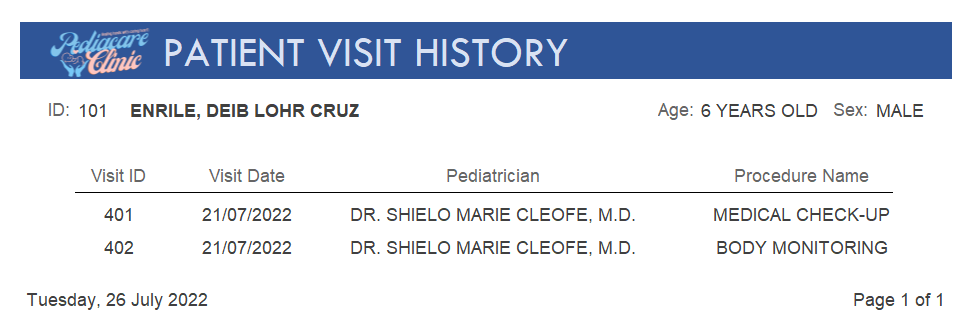 Pediacare Clinic
PATIENT VISIT HISTORY
ID: 101 ENRILE, DEIB LOHR CRUZ Age: 6 YEARS OLD Sex: MALE
Visit ID Visit Date Pediatrician Procedure Name
401 21/07/2022 DR. SHIELO MARIE CLEOFE, M.D. MEDICAL CHECK-UP
402 21/07/2022 DR. SHIELO MARIE CLEOFE, M.D. BODY MONITORING
Tuesday, 26 July 2022 Page 1 of 1